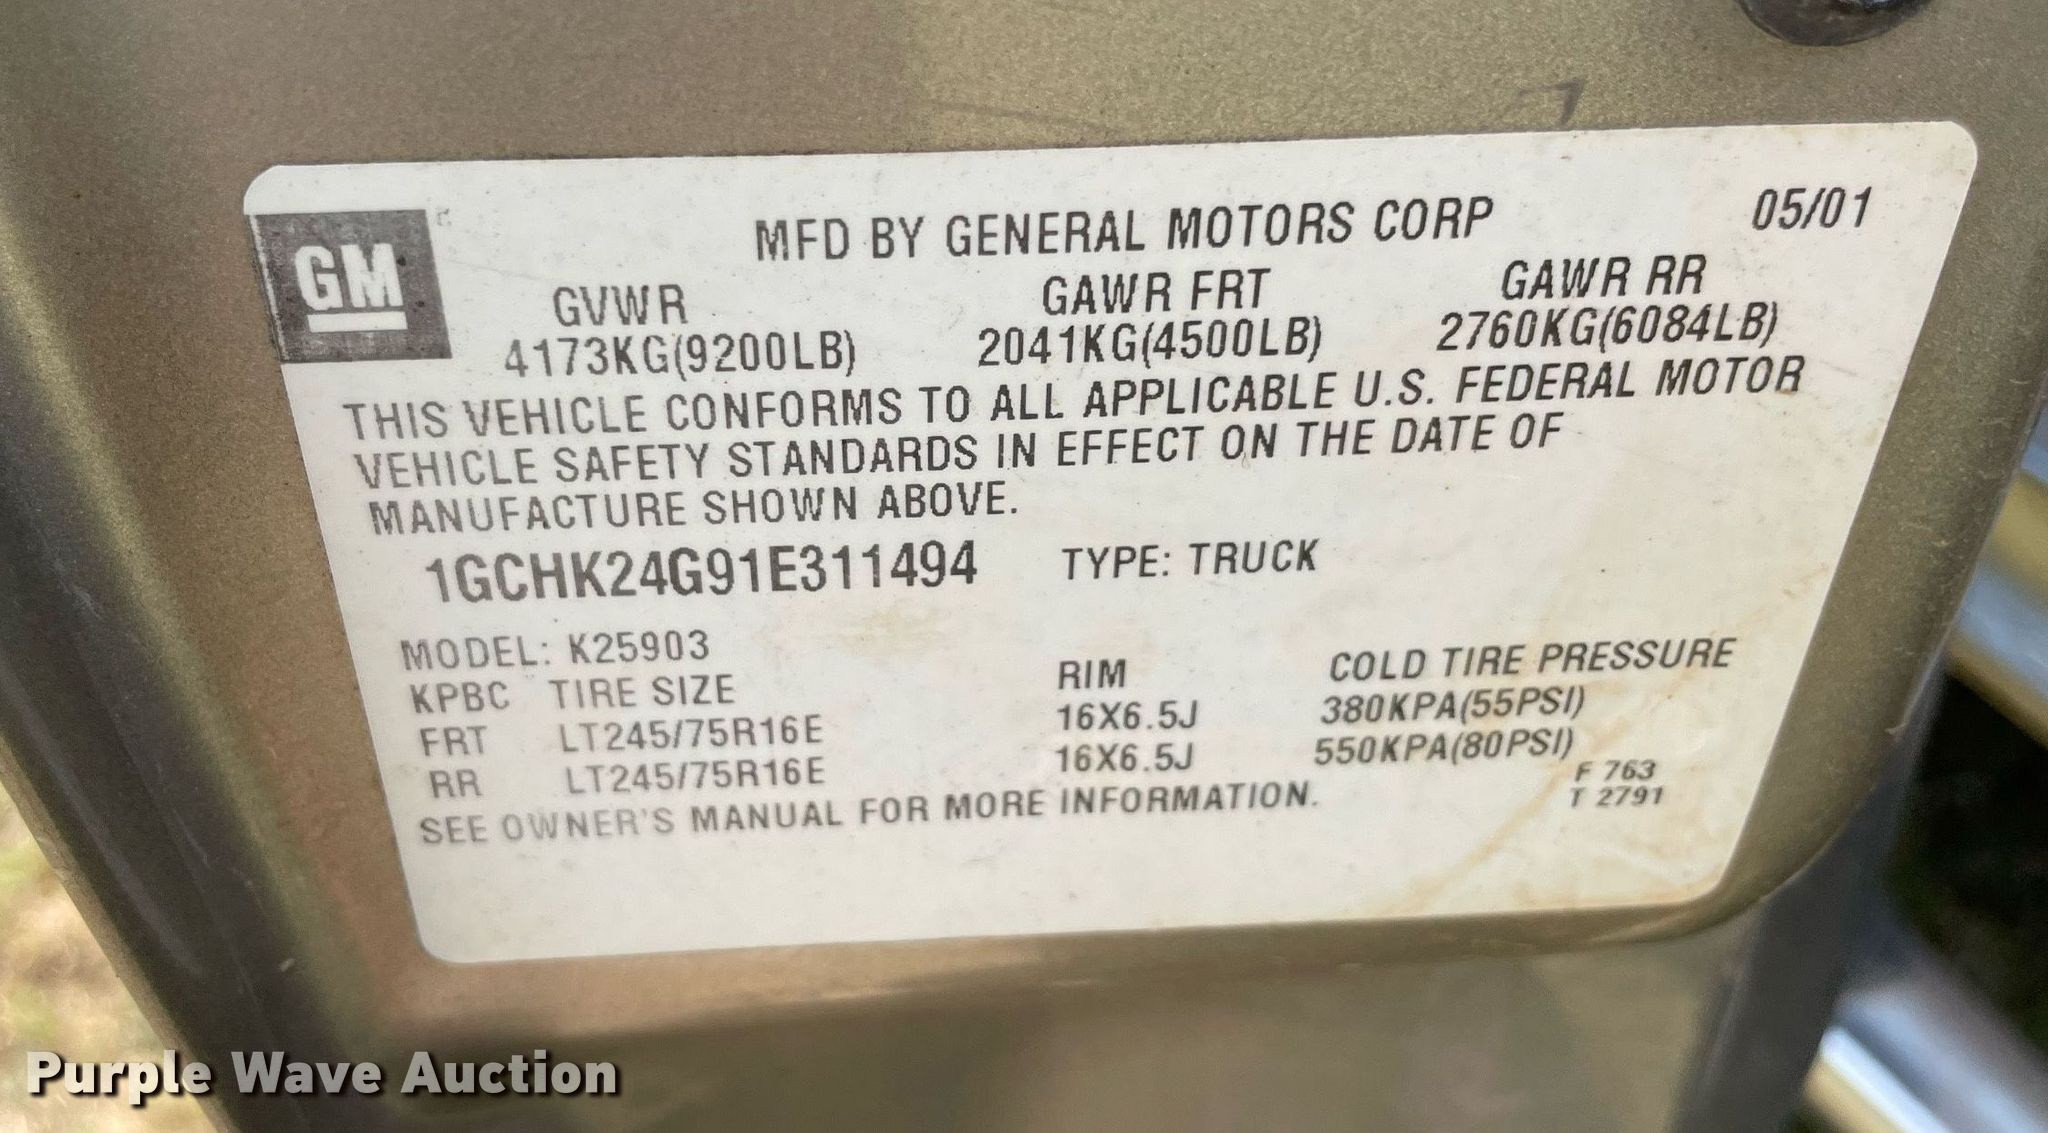 GM
MFD BY GENERAL MOTORS CORP 05/01
GVWR GAWR FRT GAWR RR
4173KG(9200LB) 2041KG(4500LB) 2760KG(6084LB)
THIS VEHICLE CONFORMS TO ALL APPLICABLE U.S. FEDERAL MOTOR
VEHICLE SAFETY STANDARDS IN EFFECT ON THE DATE OF
MANUFACTURE SHOWN ABOVE.
1GCHK24G91E311494 TYPE: TRUCK
MODEL: K25903
KPBC TIRE SIZE RIM COLD TIRE PRESSURE
FRT LT245/75R16E 16X6.5J 380KPA(55PSI)
RR LT245/75R16E 16X6.5J 550KPA(80PSI)
F 763
T 2791
SEE OWNER'S MANUAL FOR MORE INFORMATION.
Purple Wave Auction